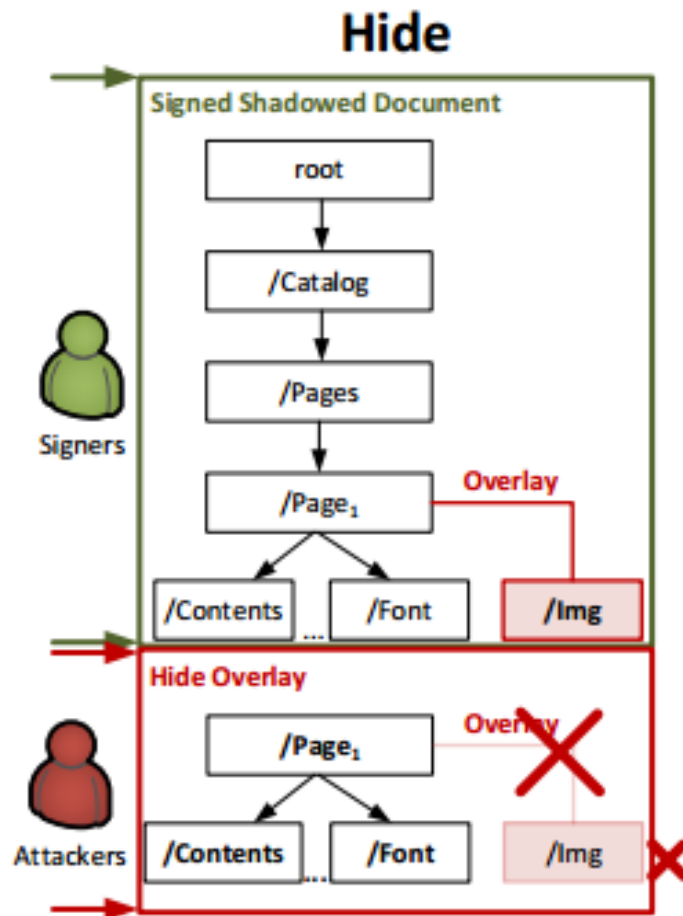 Hide
Signed Shadowed Document
root
/Catalog
/Pages
Signers
/Page₁
Overlay
/Contents
...
/Font
/Img
Hide Overlay
/Page₁
Overlay
Attackers
/Contents
...
/Font
/Img